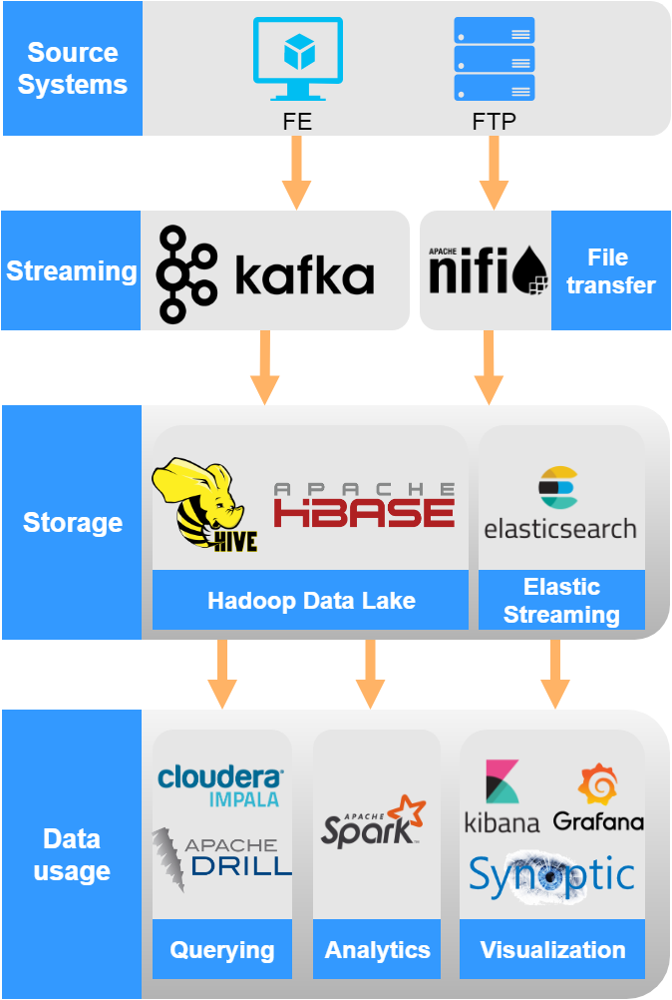 Source
Systems
FE
FTP
Streaming
kafka
APACHE
nifi
File
transfer
Storage
HIVE
APACHE
HBASE
elasticsearch
Hadoop Data Lake
Elastic
Streaming
Data
usage
cloudera®
IMPALA
APACHE
DRILL
APACHE
Spark™
kibana
Grafana
Synoptic
Querying
Analytics
Visualization